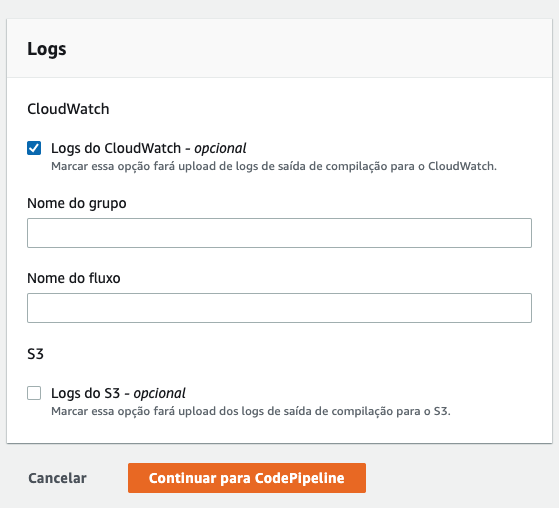 Logs
CloudWatch
Logs do CloudWatch - opcional
Marcar essa opção fará upload de logs de saída de compilação para o CloudWatch.
Nome do grupo
Nome do fluxo
S3
Logs do S3 - opcional
Marcar essa opção fará upload dos logs de saída de compilação para o S3.
Cancelar
Continuar para CodePipeline